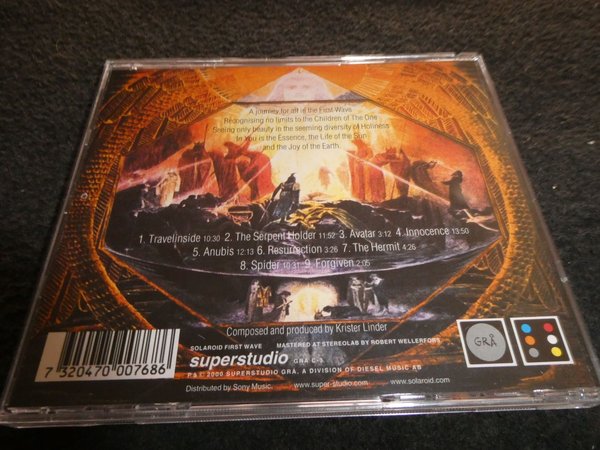 A journey for all in the First Wave
Recognising no limits to the Children of The One
Seeing only beauty in the seeming diversity of Holiness
In You is the Essence, the Life of the Sun
and the Joy of the Earth.
1. Travelinside 10:30 2. The Serpent Holder 11:52 3. Avatar 3:12 4. Innocence 13:50
5. Anubis 12:13 6. Resurrection 3:26 7. The Hermit 4:26
8. Spider 10:31 9. Forgiven 2:05
Composed and produced by Krister Linder
SOLAROID FIRST WAVE MASTERED AT STEREOLAB BY ROBERT WELLERFORS
superstudio
P&C 2000 SUPERSTUDIO GRÅ. A DIVISION OF DIESEL MUSIC AB
Distributed by Sony Music. www.super-studio.com www.solaroid.com
7 320470 007686
GRÅ